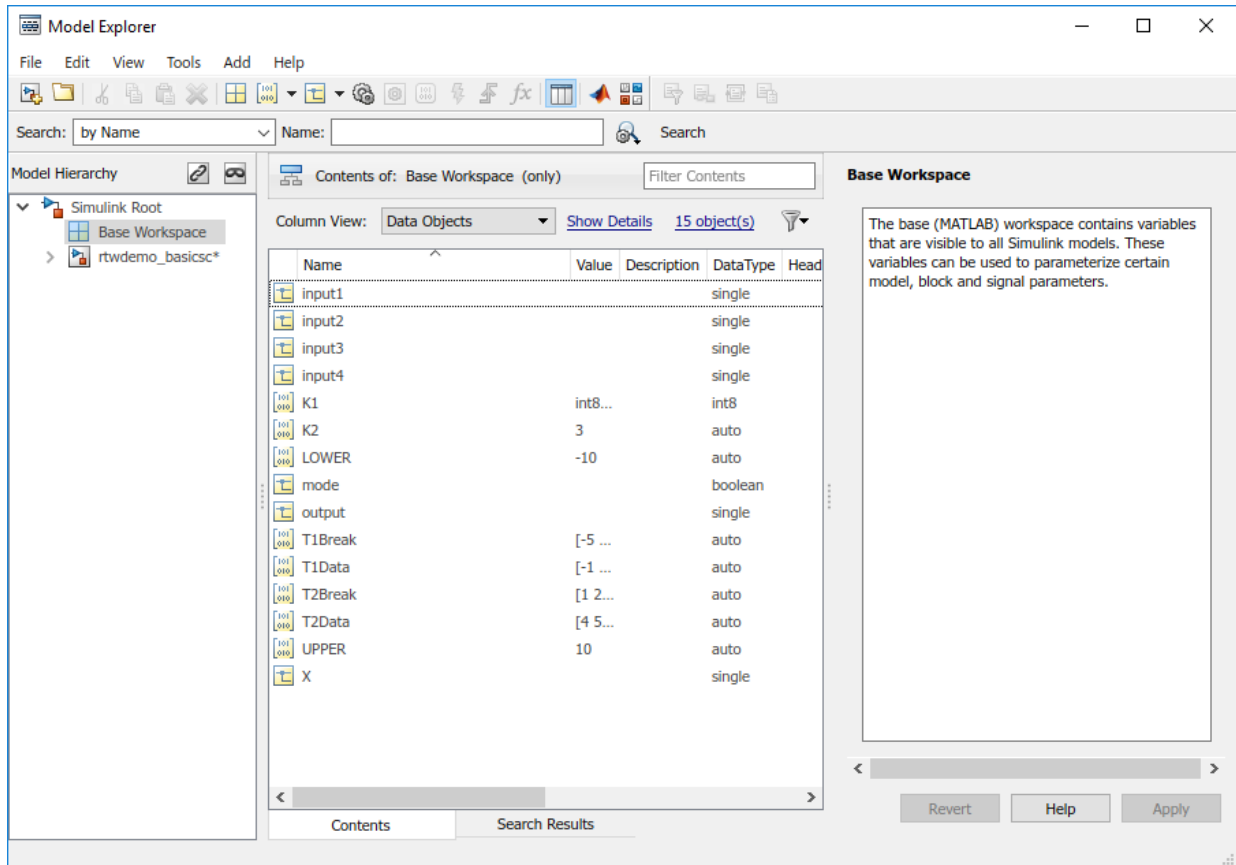 Model Explorer
File Edit View Tools Add Help
Search: by Name Name: Search
Model Hierarchy
Simulink Root
Base Workspace
rtwdemo_basicsc*
Contents of: Base Workspace (only) Filter Contents
Column View: Data Objects Show Details 15 object(s)
Name Value Description DataType Head
input1 single
input2 single
input3 single
input4 single
K1 int8... int8
K2 3 auto
LOWER -10 auto
mode boolean
output single
T1Break [-5 ... auto
T1Data [-1 ... auto
T2Break [1 2... auto
T2Data [4 5... auto
UPPER 10 auto
X single
Contents Search Results
Base Workspace
The base (MATLAB) workspace contains variables
that are visible to all Simulink models. These
variables can be used to parameterize certain
model, block and signal parameters.
Revert Help Apply